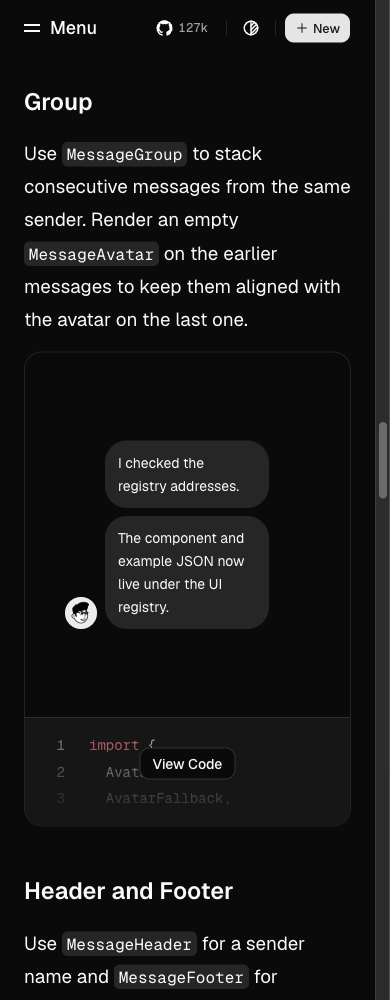 Menu
127k
+ New
Group
Use MessageGroup to stack
consecutive messages from the same
sender. Render an empty
MessageAvatar on the earlier
messages to keep them aligned with
the avatar on the last one.
I checked the
registry addresses.
The component and
example JSON now
live under the UI
registry.
1 import {
2
View Code
3 AvatarFallback,
Header and Footer
Use MessageHeader for a sender
name and MessageFooter for